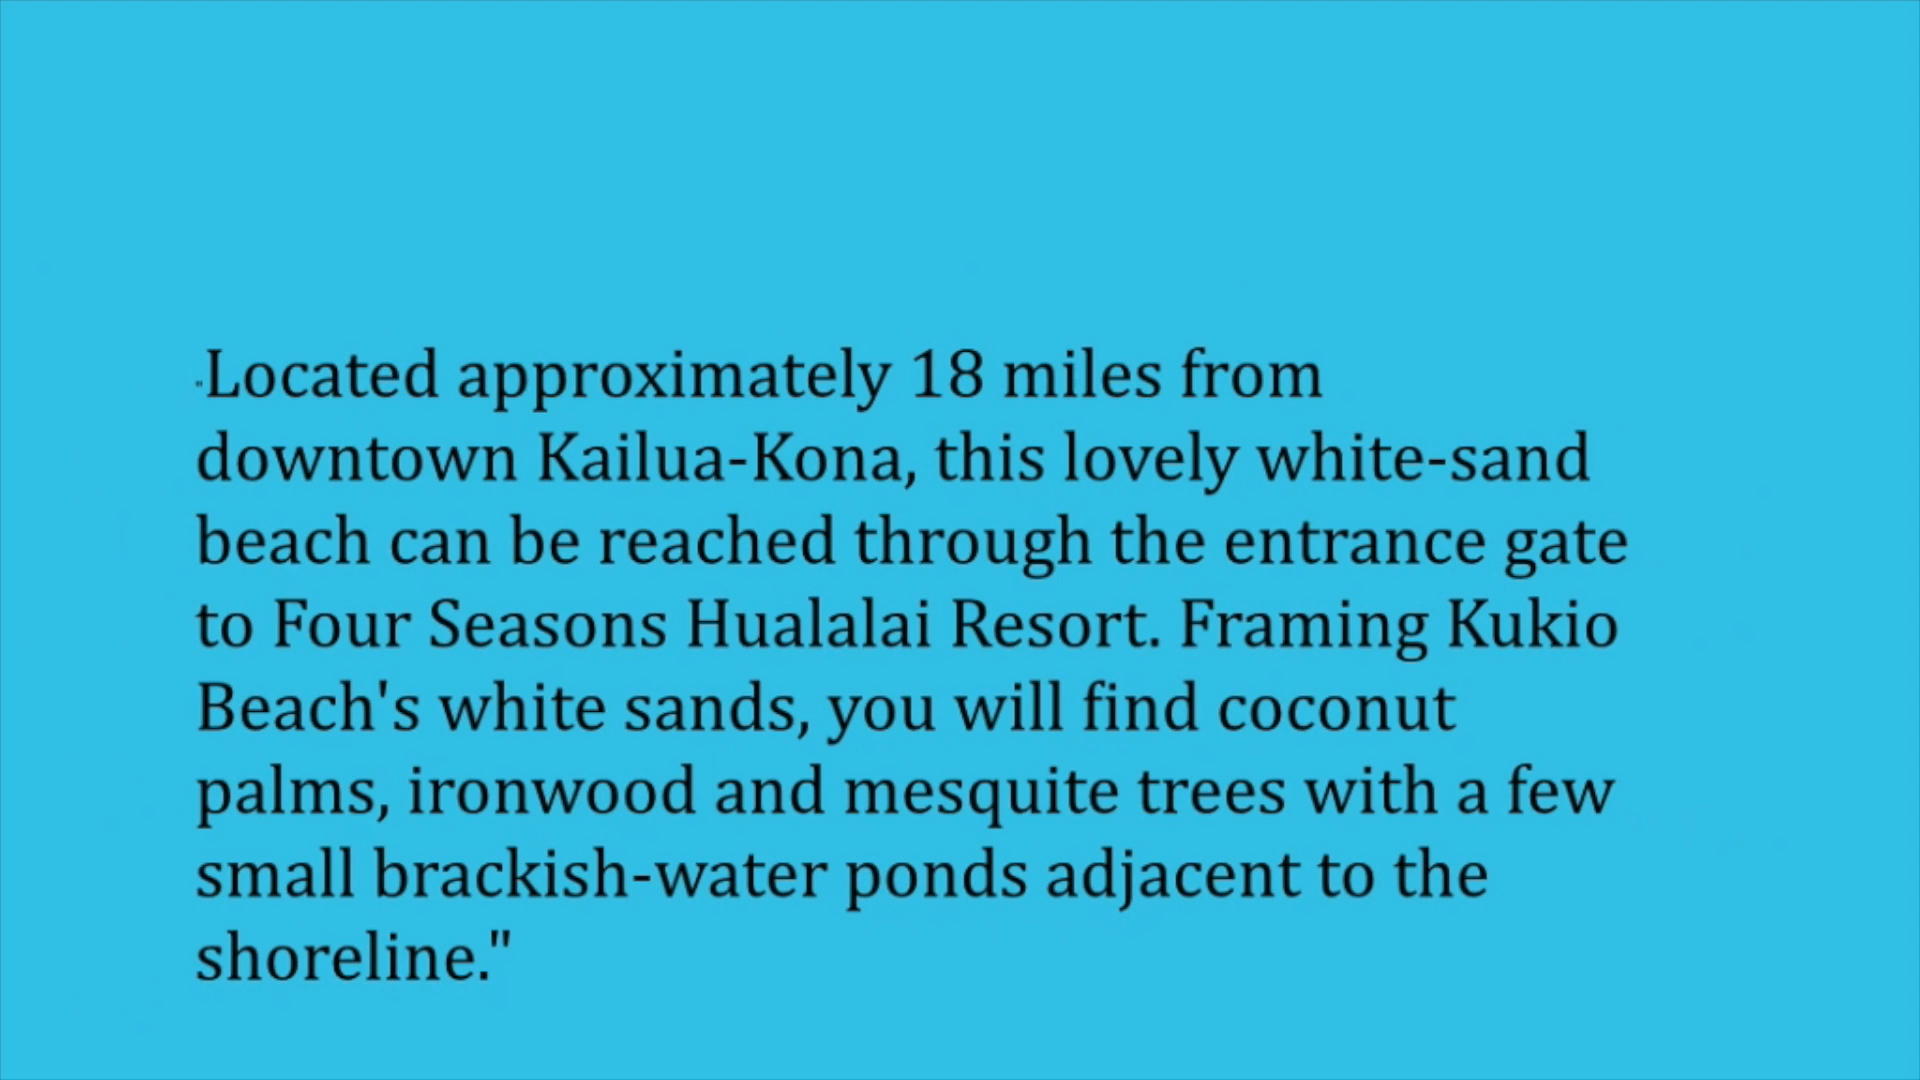 Located approximately 18 miles from
downtown Kailua-Kona, this lovely white-sand
beach can be reached through the entrance gate
to Four Seasons Hualalai Resort. Framing Kukio
Beach's white sands, you will find coconut
palms, ironwood and mesquite trees with a few
small brackish-water ponds adjacent to the
shoreline."